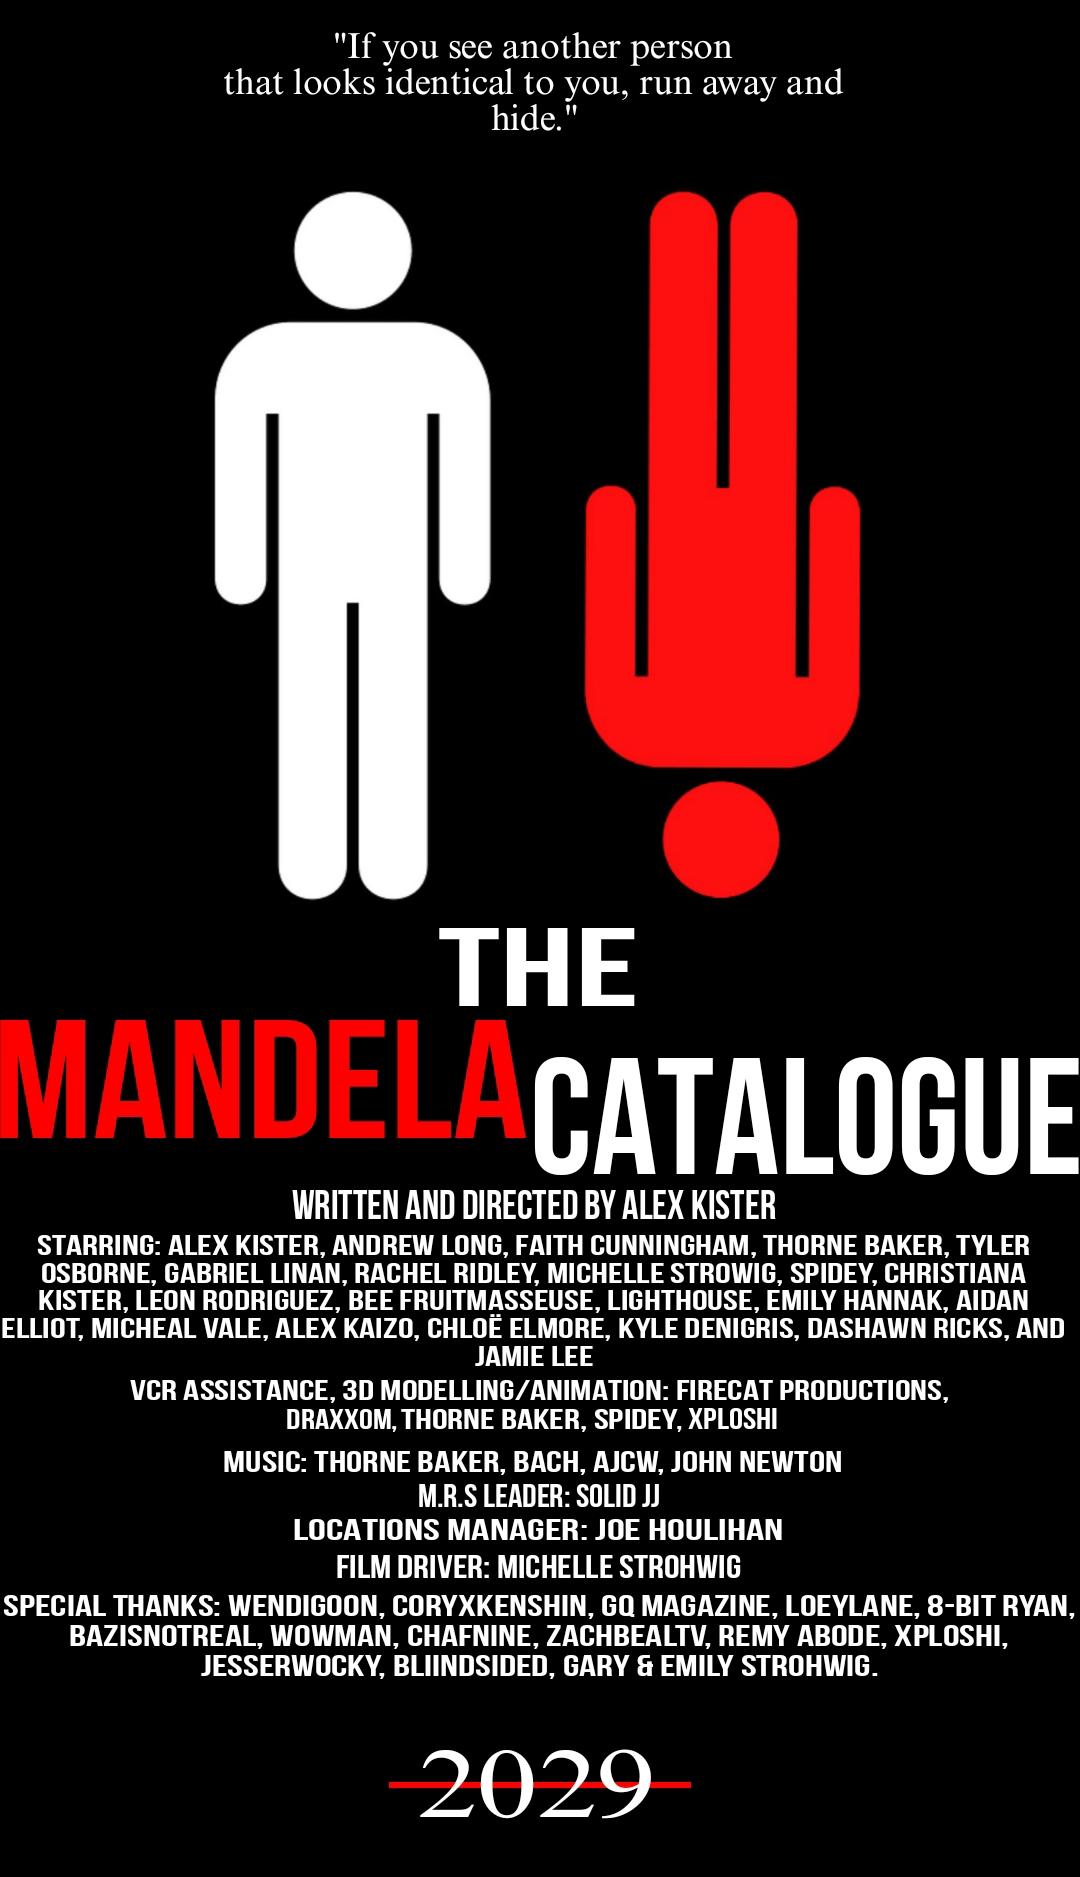 "If you see another person
that looks identical to you, run away and
hide."
THE
MANDELA
CATALOGUE
WRITTEN AND DIRECTED BY ALEX KISTER
STARRING: ALEX KISTER, ANDREW LONG, FAITH CUNNINGHAM, THORNE BAKER, TYLER
OSBORNE, GABRIEL LINAN, RACHEL RIDLEY, MICHELLE STROWIG, SPIDEY, CHRISTIANA
KISTER, LEON RODRIGUEZ, BEE FRUITMASSEUSE, LIGHTHOUSE, EMILY HANNAK, AIDAN
ELLIOT, MICHEAL VALE, ALEX KAIZO, CHLOË ELMORE, KYLE DENIGRIS, DASHAWN RICKS, AND
JAMIE LEE
VCR ASSISTANCE, 3D MODELLING/ANIMATION: FIRECAT PRODUCTIONS,
DRAXXOM, THORNE BAKER, SPIDEY, XPLOSHI
MUSIC: THORNE BAKER, BACH, AJCW, JOHN NEWTON
M.R.S LEADER: SOLID JJ
LOCATIONS MANAGER: JOE HOULIHAN
FILM DRIVER: MICHELLE STROHWIG
SPECIAL THANKS: WENDIGOON, CORYXKENSHIN, GQ MAGAZINE, LOEYLANE, 8-BIT RYAN,
BAZISNOTREAL, WOWMAN, CHAFNINE, ZACHBEALTV, REMY ABODE, XPLOSHI,
JESSERWOCKY, BLIINDSIDED, GARY & EMILY STROHWIG.
2029